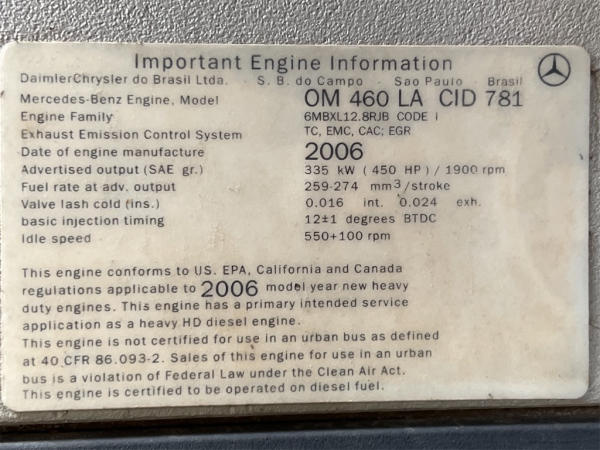 Important Engine Information
DaimlerChrysler do Brasil Ltda. - S. B. do Campo - Sao Paulo - Brasil
Mercedes-Benz Engine, Model OM 460 LA CID 781
Engine Family 6MBXL12.8RJB CODE I
Exhaust Emission Control System TC, EMC, CAC; EGR
Date of engine manufacture 2006
Advertised output (SAE gr.) 335 kW ( 450 HP) / 1900 rpm
Fuel rate at adv. output 259-274 mm³/stroke
Valve lash cold (ins.) 0.016 int. 0.024 exh.
basic injection timing 12±1 degrees BTDC
Idle speed 550+100 rpm
This engine conforms to US. EPA, California and Canada
regulations applicable to 2006 model year new heavy
duty engines. This engine has a primary intended service
application as a heavy HD diesel engine.
This engine is not certified for use in an urban bus as defined
at 40 CFR 86.093-2. Sales of this engine for use in an urban
bus is a violation of Federal Law under the Clean Air Act.
This engine is certified to be operated on diesel fuel.